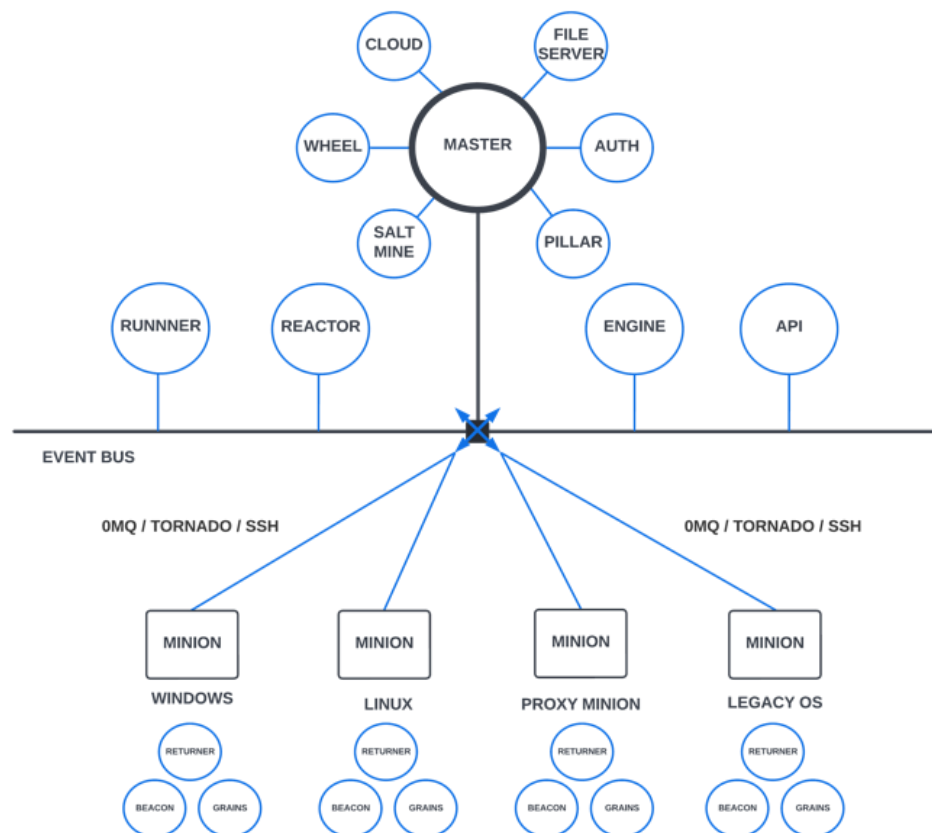 CLOUD
FILE
SERVER
WHEEL
MASTER
AUTH
SALT
MINE
PILLAR
RUNNNER
REACTOR
ENGINE
API
EVENT BUS
0MQ / TORNADO / SSH
0MQ / TORNADO / SSH
MINION
MINION
MINION
MINION
WINDOWS
LINUX
PROXY MINION
LEGACY OS
RETURNER
RETURNER
RETURNER
RETURNER
BEACON
GRAINS
BEACON
GRAINS
BEACON
GRAINS
BEACON
GRAINS